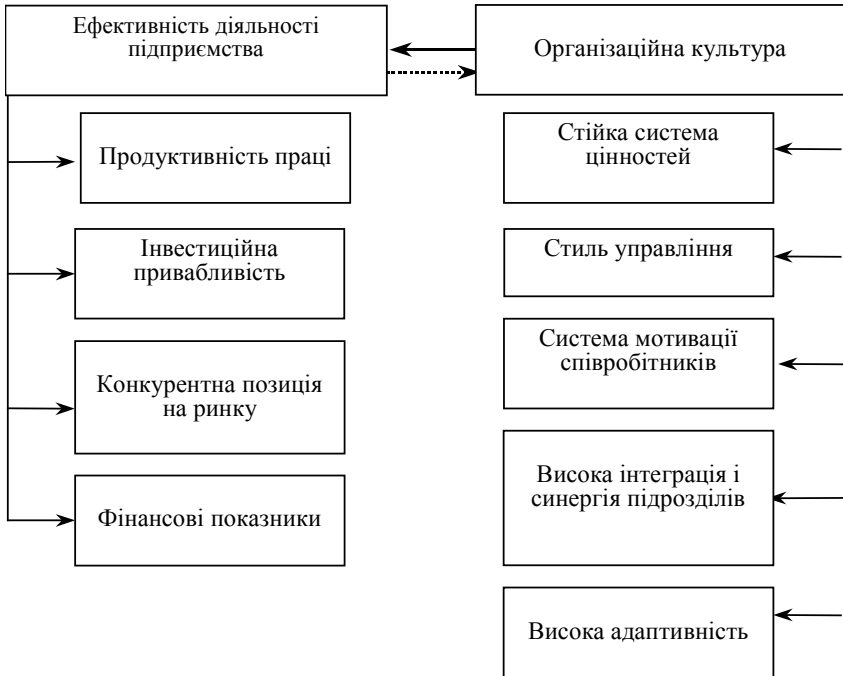 Ефективність діяльності
підприємства
Організаційна культура
Продуктивність праці
Інвестиційна
привабливість
Конкурентна позиція
на ринку
Фінансові показники
Стійка система
цінностей
Стиль управління
Система мотивації
співробітників
Висока інтеграція і
синергія підрозділів
Висока адаптивність